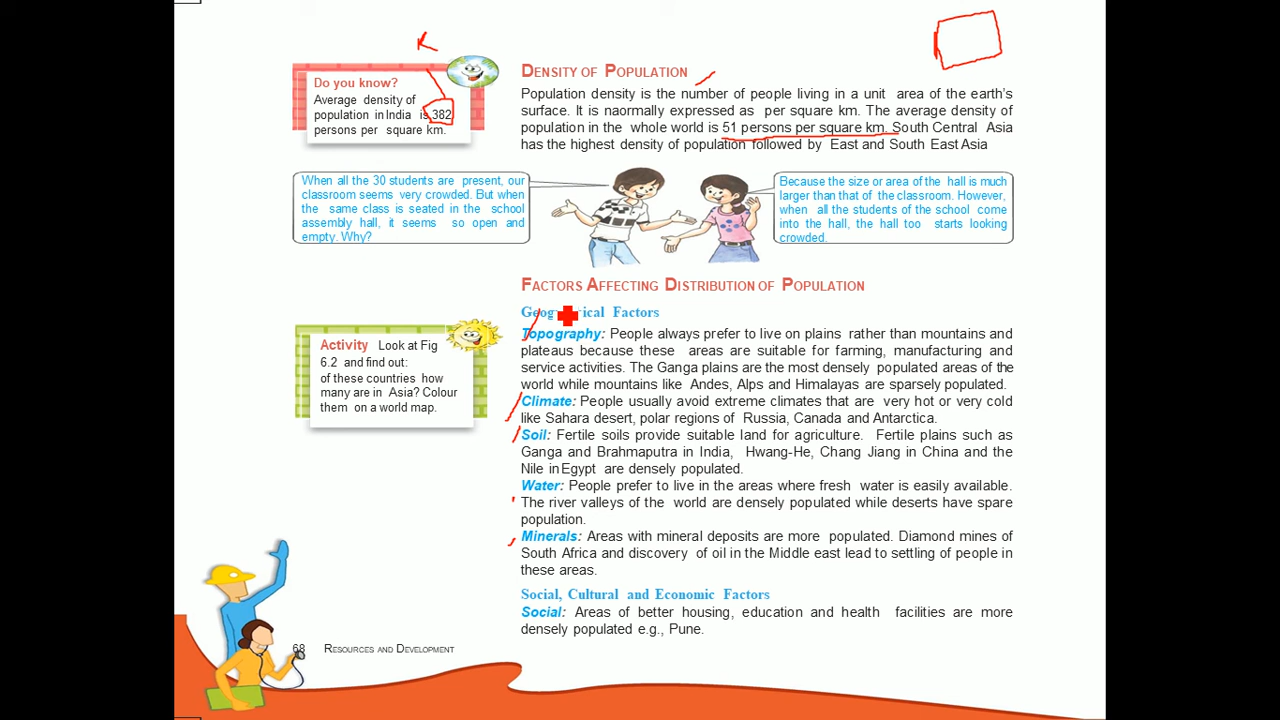 Do you know?
Average density of
population in India is 382
persons per square km.
DENSITY OF POPULATION
Population density is the number of people living in a unit area of the earth's
surface. It is naormally expressed as per square km. The average density of
population in the whole world is 51 persons per square km. South Central Asia
has the highest density of population followed by East and South East Asia
When all the 30 students are present, our
classroom seems very crowded. But when
the same class is seated in the school
assembly hall, it seems so open and
empty. Why?
Because the size or area of the hall is much
larger than that of the classroom. However,
when all the students of the school come
into the hall, the hall too starts looking
crowded.
FACTORS AFFECTING DISTRIBUTION OF POPULATION
Geographical Factors
Topography: People always prefer to live on plains rather than mountains and
plateaus because these areas are suitable for farming, manufacturing and
service activities. The Ganga plains are the most densely populated areas of the
world while mountains like Andes, Alps and Himalayas are sparsely populated.
Climate: People usually avoid extreme climates that are very hot or very cold
like Sahara desert, polar regions of Russia, Canada and Antarctica.
Soil: Fertile soils provide suitable land for agriculture. Fertile plains such as
Ganga and Brahmaputra in India, Hwang-He, Chang Jiang in China and the
Nile in Egypt are densely populated.
Water: People prefer to live in the areas where fresh water is easily available.
The river valleys of the world are densely populated while deserts have spare
population.
Minerals: Areas with mineral deposits are more populated. Diamond mines of
South Africa and discovery of oil in the Middle east lead to settling of people in
these areas.
Social, Cultural and Economic Factors
Social: Areas of better housing, education and health facilities are more
densely populated e.g., Pune.
Activity Look at Fig
6.2 and find out:
of these countries how
many are in Asia? Colour
them on a world map.
68 RESOURCES AND DEVELOPMENT